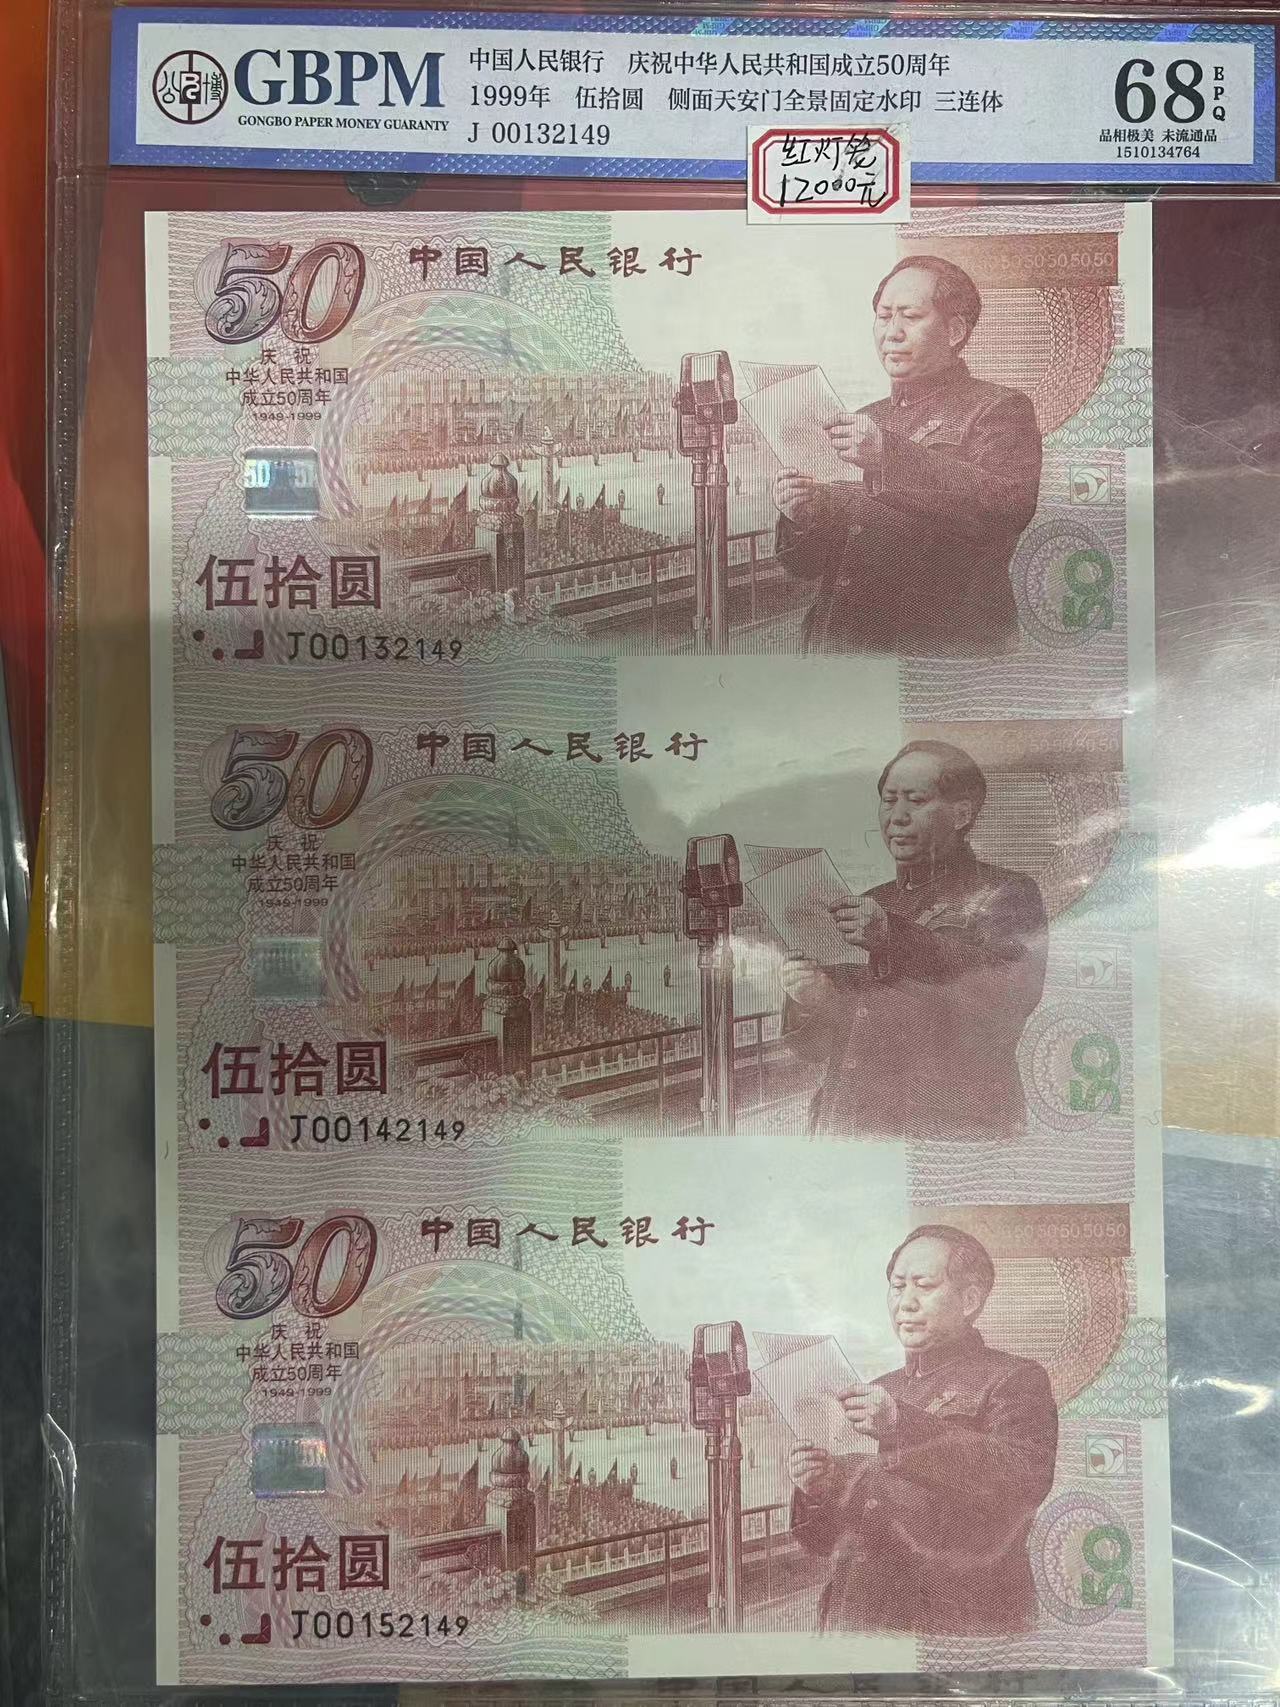 公博
GBPM
GONGBO PAPER MONEY GUARANTY
中国人民银行 庆祝中华人民共和国成立50周年
1999年 伍拾圆 侧面天安门全景固定水印 三连体
J 00132149
68
EPQ
品相极美 未流通品
1510134764
红灯笼
12000元
50
中国人民银行
505050
庆祝
中华人民共和国
成立50周年
1949-1999
50
伍拾圆
J00132149
50
50
中国人民银行
505050
庆祝
中华人民共和国
成立50周年
1949-1999
伍拾圆
J00142149
50
50
中国人民银行
505050
庆祝
中华人民共和国
成立50周年
1949-1999
伍拾圆
J00152149
50